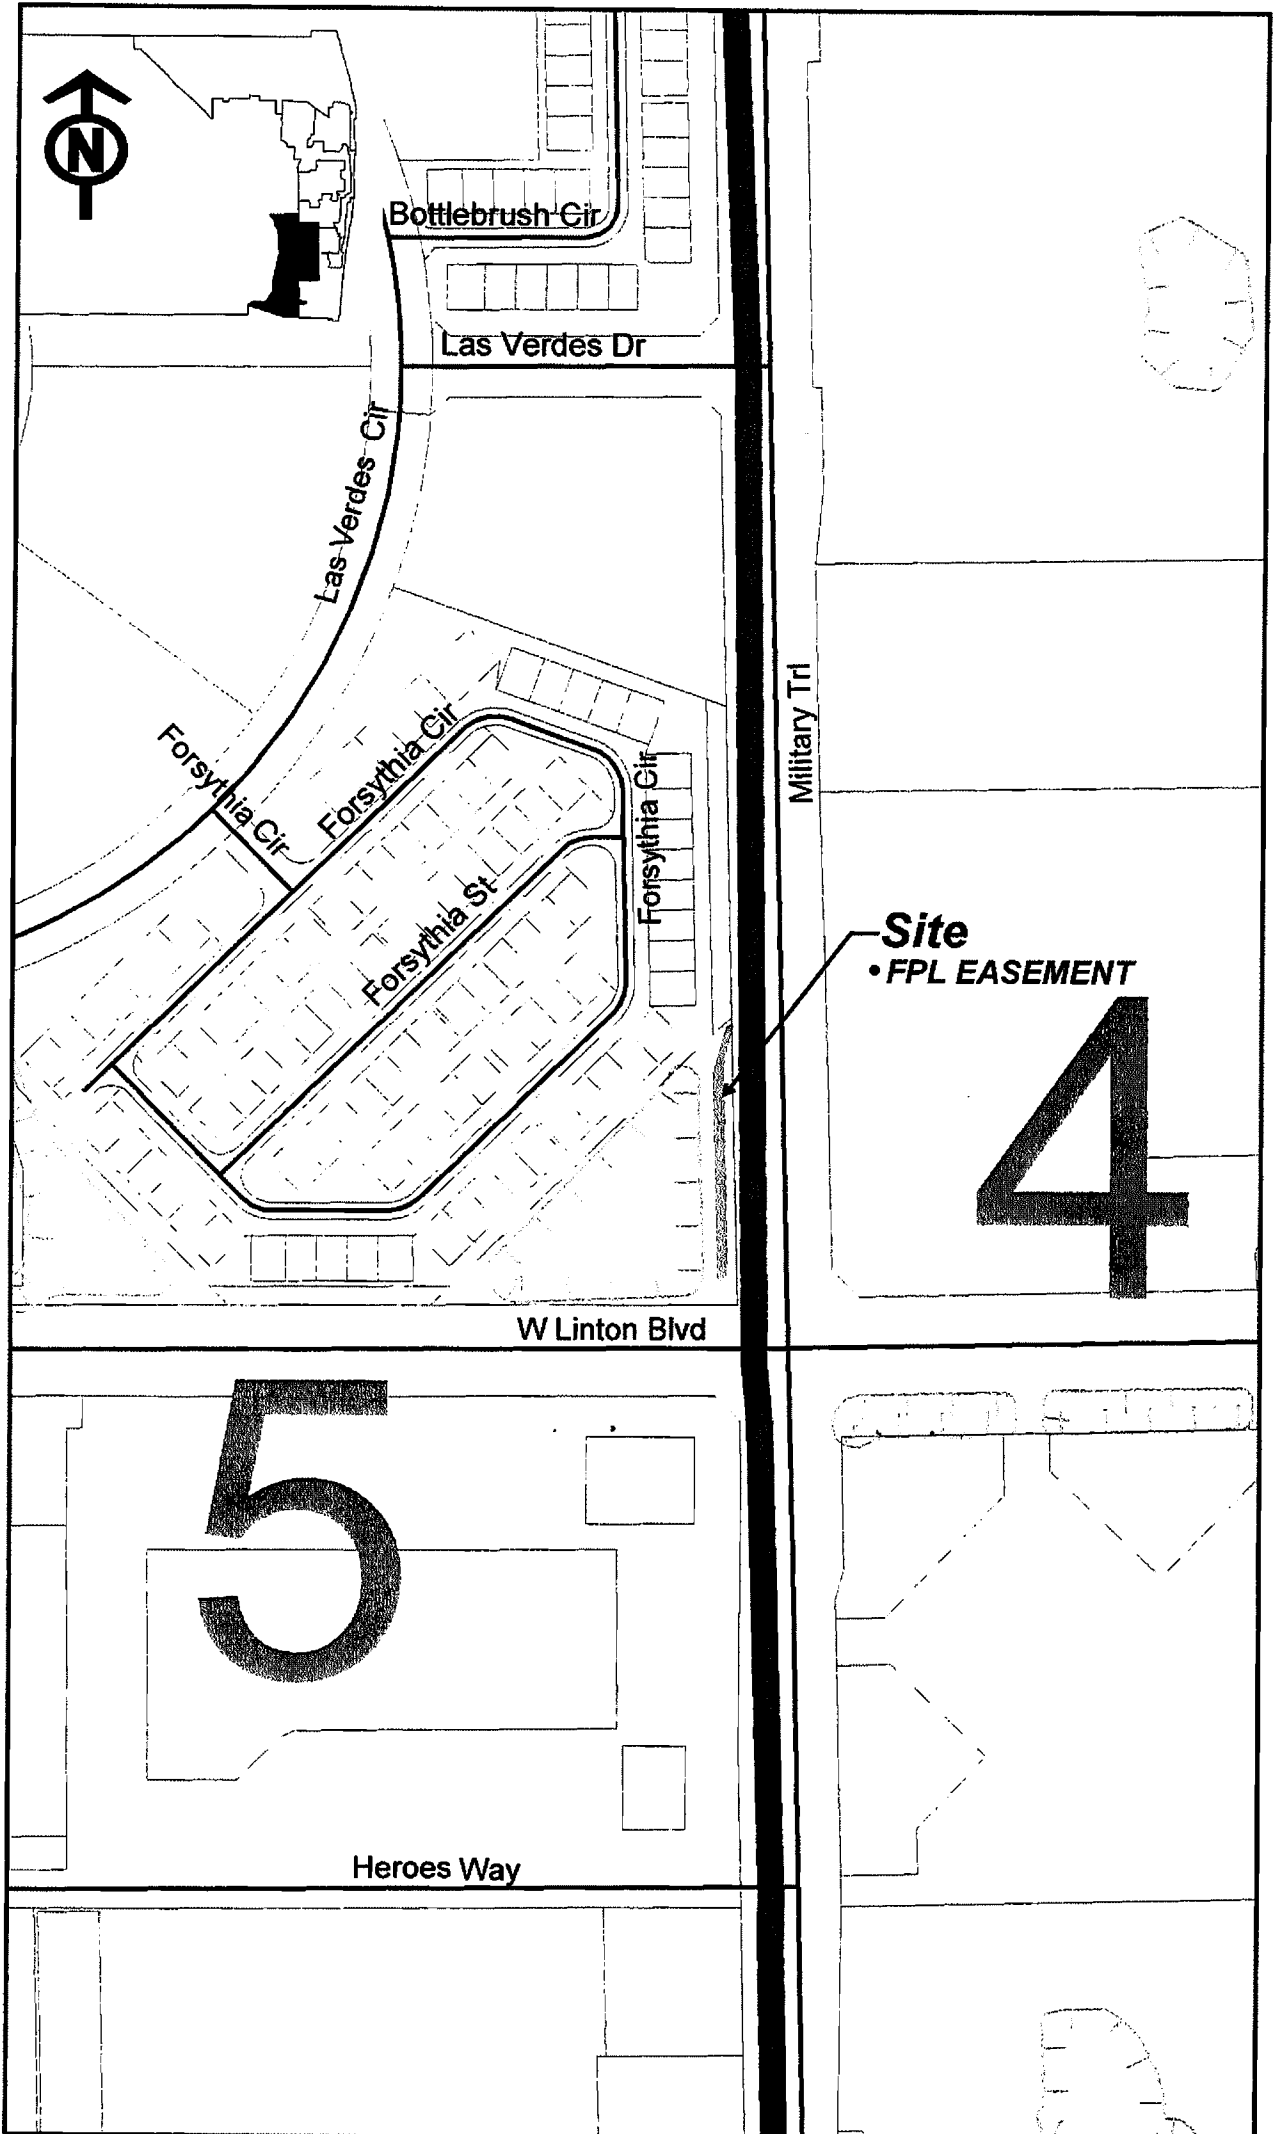 N
Bottlebrush Cir
Las Verdes Dr
Las Verdes Cir
Military Trl
Forsythia Cir
Forsythia Cir
Forsythia Cir
Forsythia St
Site
• FPL EASEMENT
4
W Linton Blvd
5
Heroes Way